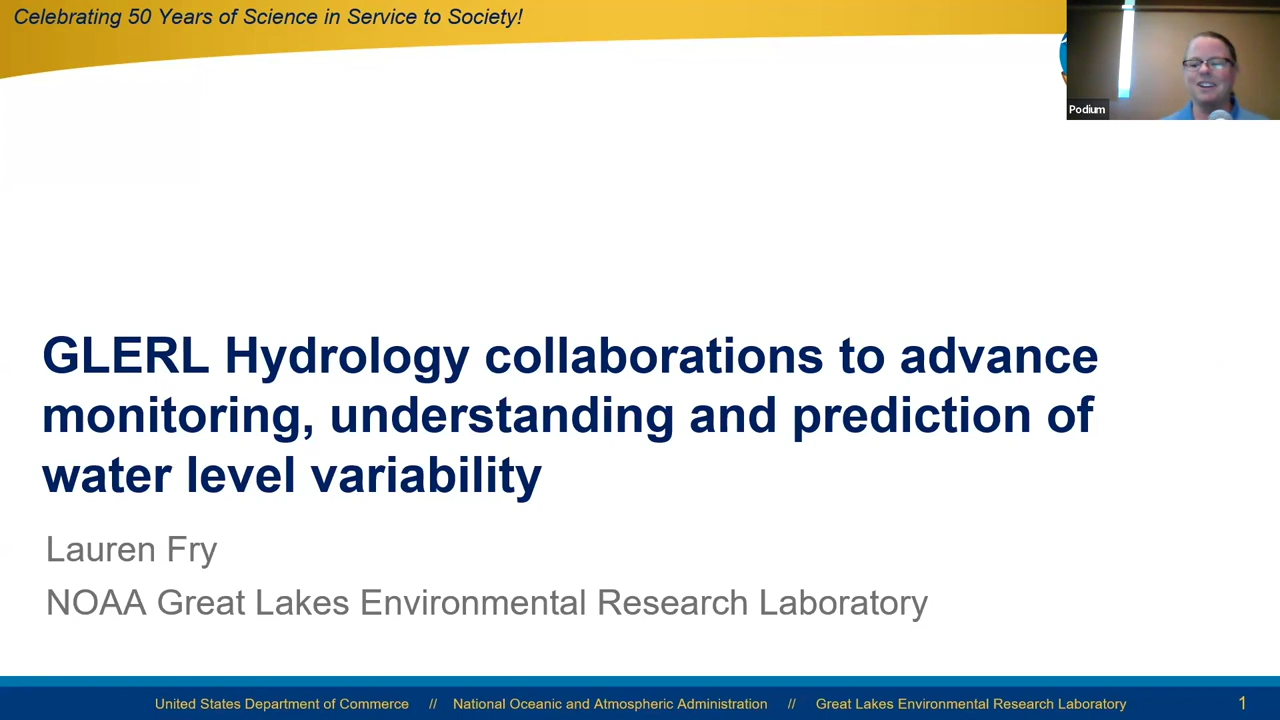 Celebrating 50 Years of Science in Service to Society!
Podium
GLERL Hydrology collaborations to advance
monitoring, understanding and prediction of
water level variability
Lauren Fry
NOAA Great Lakes Environmental Research Laboratory
United States Department of Commerce // National Oceanic and Atmospheric Administration // Great Lakes Environmental Research Laboratory 1